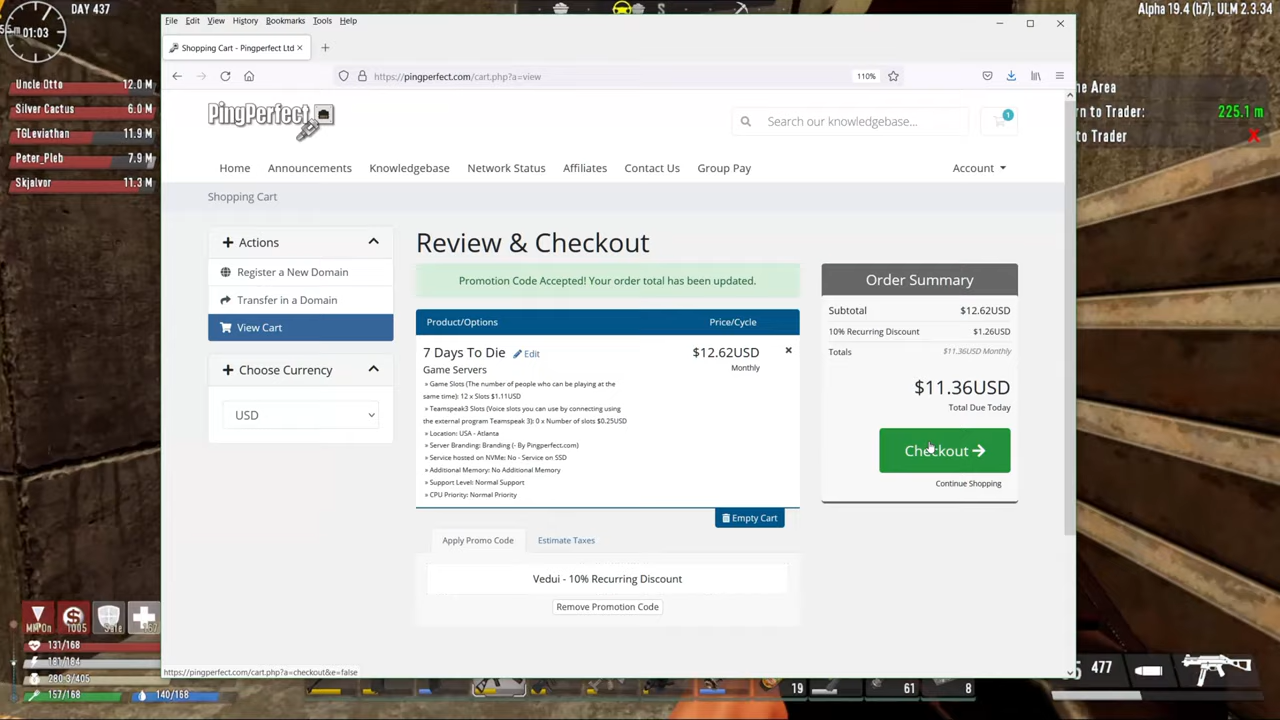 DAY 437
Alpha 19.4 (b7), ULM 2.3.34
01:03
Uncle Otto 12.0 M
Silver Cactus 6.0 M
TGLeviathan 11.9 M
Peter_Pleb 7.9 M
Skjalvor 11.3 M
File Edit View History Bookmarks Tools Help
Shopping Cart - Pingperfect Ltd
https://pingperfect.com/cart.php?a=view
110%
PingPerfect
Search our knowledgebase...
1
Home Announcements Knowledgebase Network Status Affiliates Contact Us Group Pay
Account
Shopping Cart
Actions
Register a New Domain
Transfer in a Domain
View Cart
Choose Currency
USD
Review & Checkout
Promotion Code Accepted! Your order total has been updated.
Product/Options Price/Cycle
7 Days To Die Edit $12.62USD
Game Servers Monthly
» Game Slots (The number of people who can be playing at the
same time): 12 x Slots $1.11USD
» Teamspeak3 Slots (Voice slots you can use by connecting using
the external program Teamspeak 3): 0 x Number of slots $0.25USD
» Location: USA - Atlanta
» Server Branding: Branding (- By Pingperfect.com)
» Service hosted on NVMe: No - Service on SSD
» Additional Memory: No Additional Memory
» Support Level: Normal Support
» CPU Priority: Normal Priority
Empty Cart
Apply Promo Code Estimate Taxes
Vedui - 10% Recurring Discount
Remove Promotion Code
Order Summary
Subtotal $12.62USD
10% Recurring Discount $1.26USD
Totals $11.36USD Monthly
$11.36USD
Total Due Today
Checkout
Continue Shopping
he Area
rn to Trader: 225.1 m
to Trader X
https://pingperfect.com/cart.php?a=checkout&e=false
1005
131/168
181/184
157/168
140/168
19
61
8
477